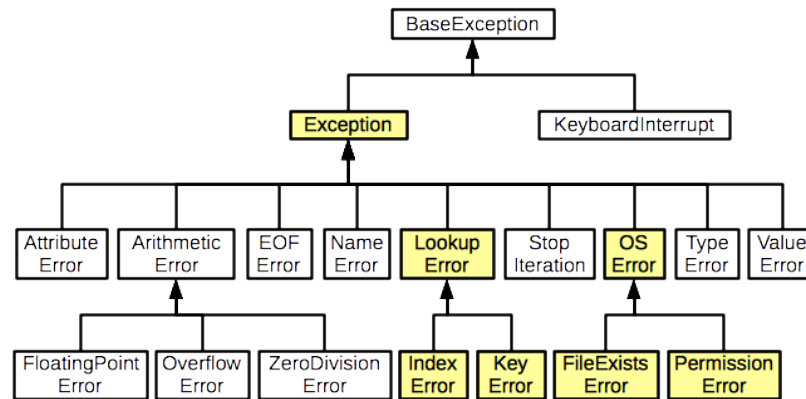 BaseException
Exception
KeyboardInterrupt
Attribute
Error
Arithmetic
Error
EOF
Error
Name
Error
Lookup
Error
Stop
Iteration
OS
Error
Type
Error
Value
Error
FloatingPoint
Error
Overflow
Error
ZeroDivision
Error
Index
Error
Key
Error
FileExists
Error
Permission
Error